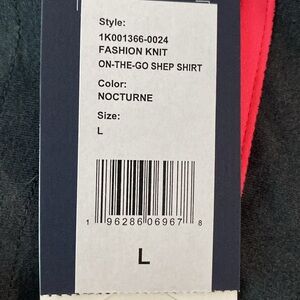 Style:
1K001366-0024
FASHION KNIT
ON-THE-GO SHEP SHIRT
Color:
NOCTURNE
Size:
L
1 96286 06967 8
L